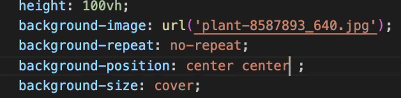 height: 100vh;
background-image: url('plant-8587893_640.jpg');
background-repeat: no-repeat;
background-position: center center ;
background-size: cover;